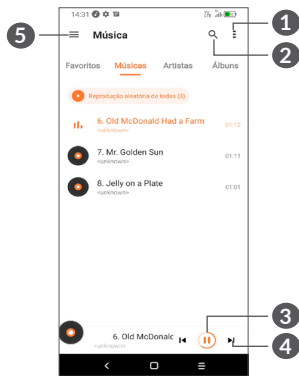 14:31
1
5
Música
2
Favoritos Músicas Artistas Álbuns
Reprodução aleatória de todas (3)
6. Old McDonald Had a Farm
<unknown>
01:12
7. Mr. Golden Sun
<unknown>
01:11
8. Jelly on a Plate
<unknown>
01:01
3
6. Old McDonalc
<unknown>
4